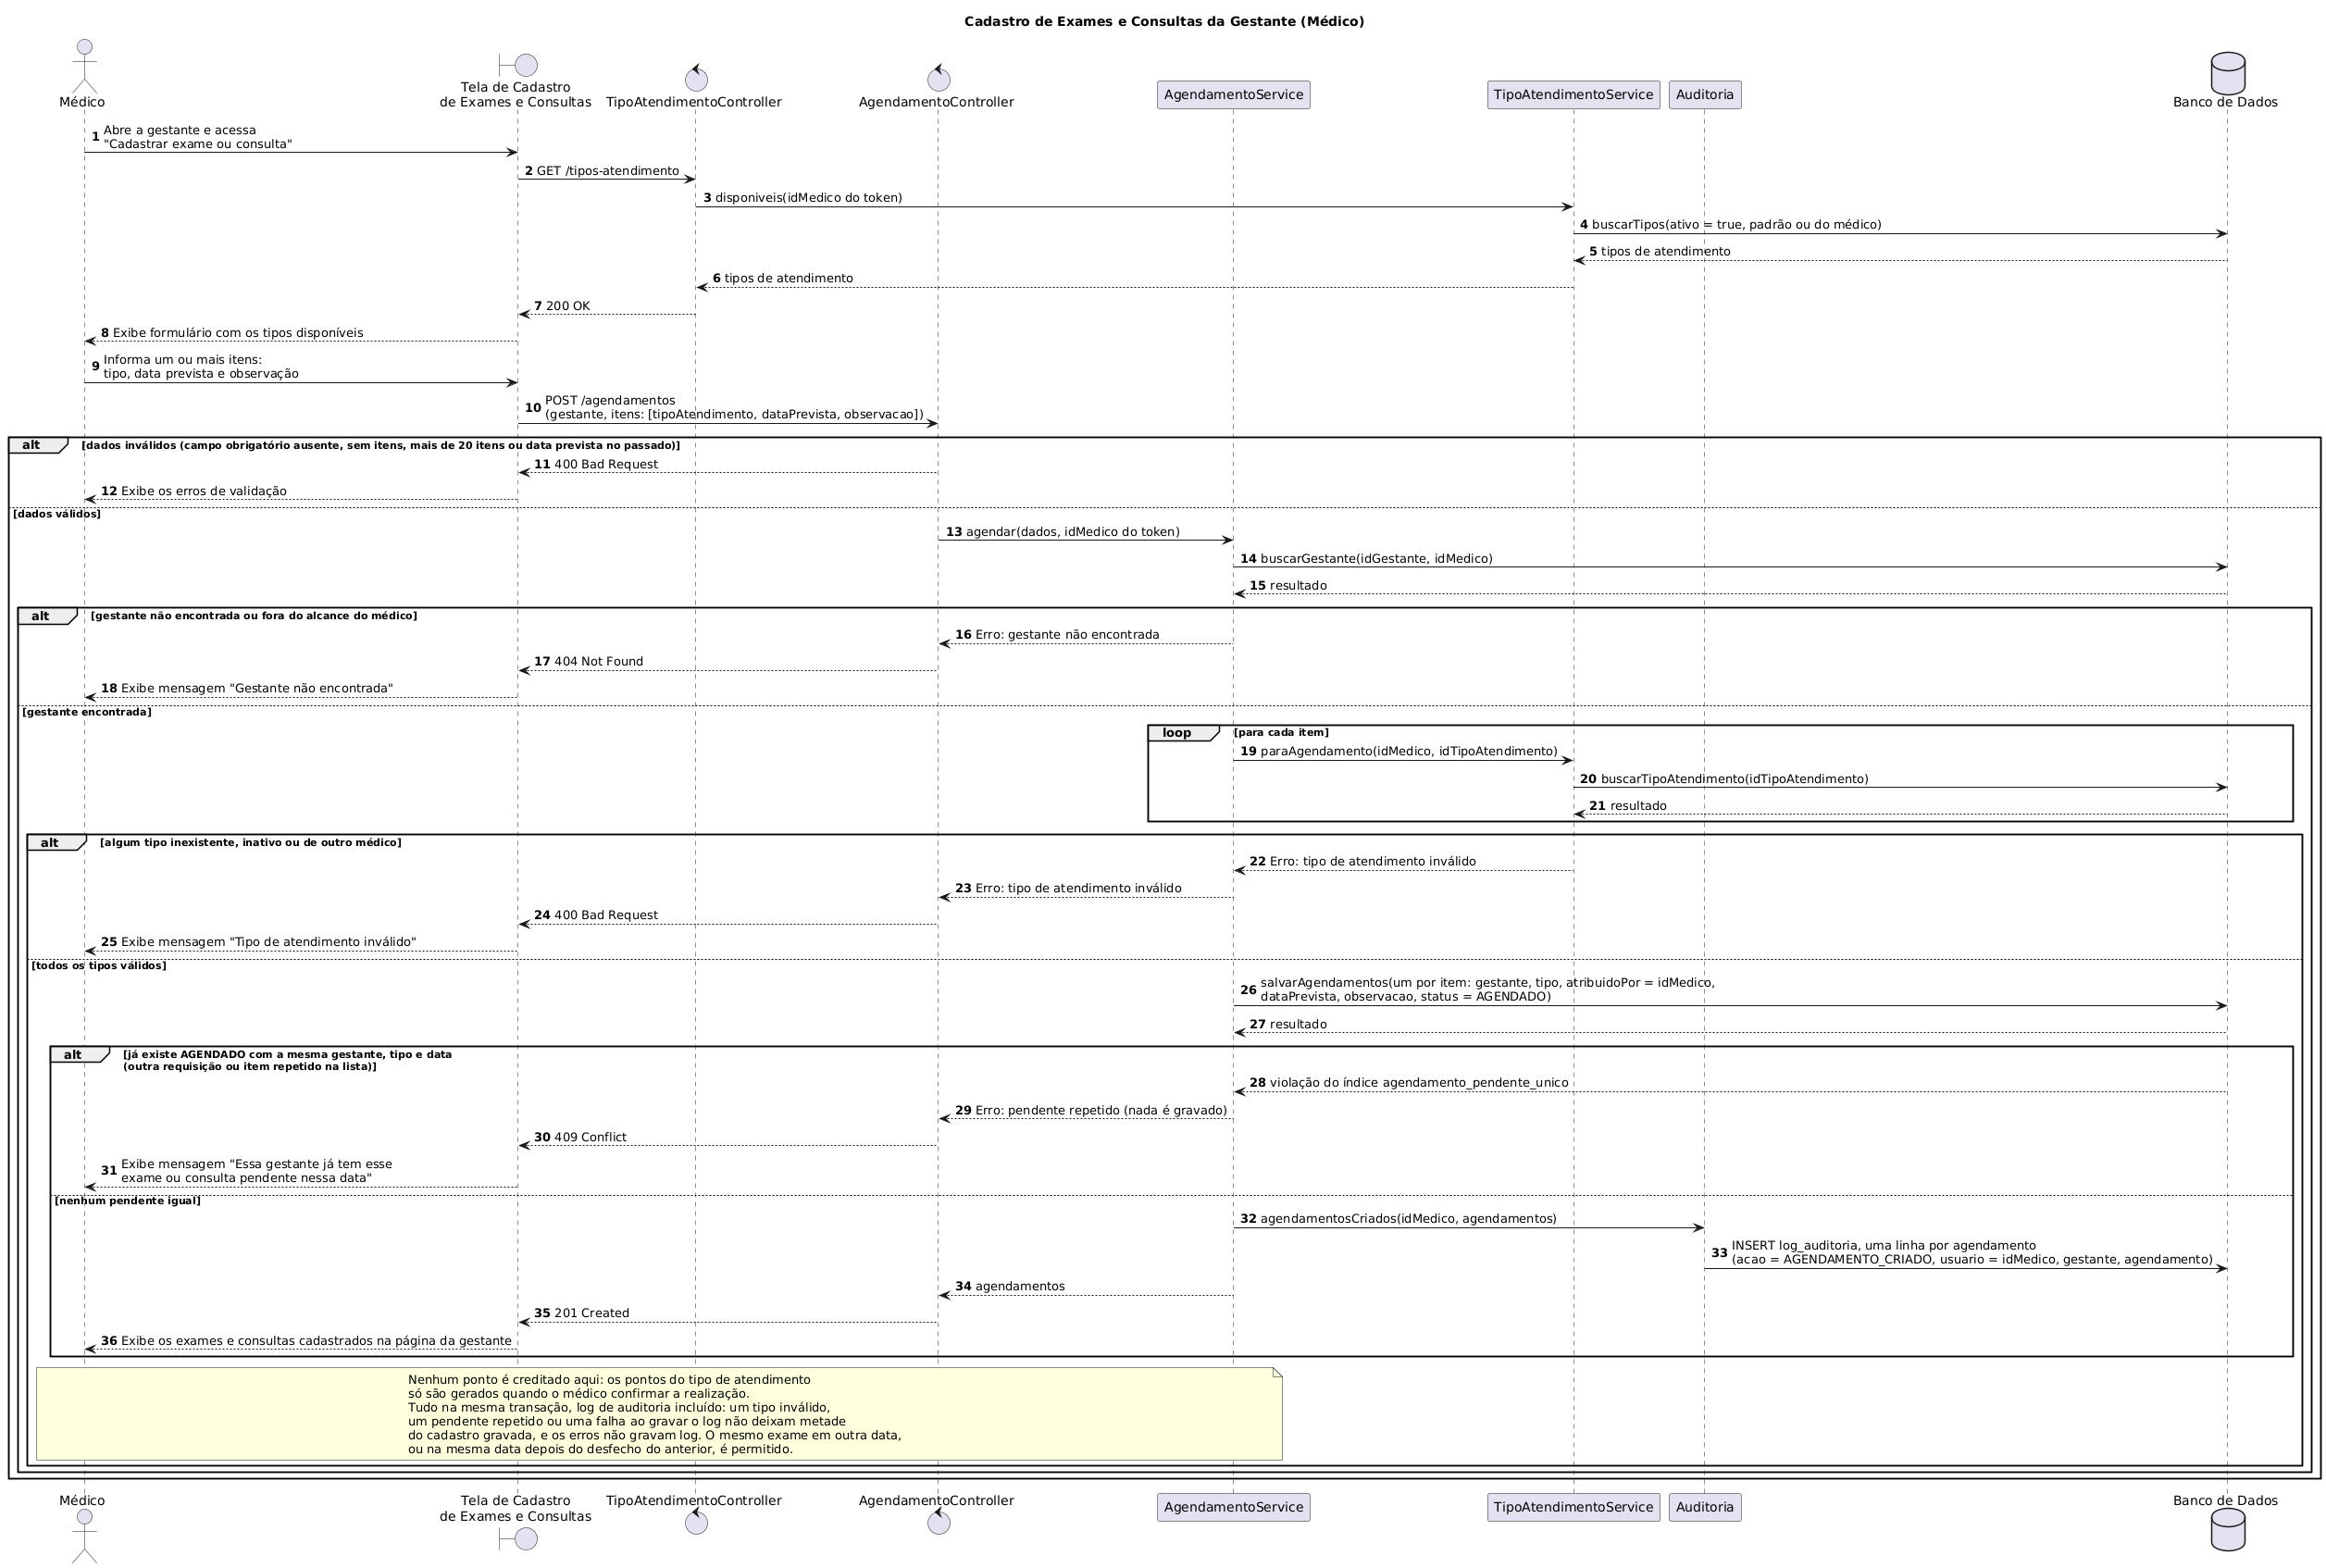 Cadastro de Exames e Consultas da Gestante (Médico)
Médico
Tela de Cadastro
de Exames e Consultas
TipoAtendimentoController
AgendamentoController
AgendamentoService
TipoAtendimentoService
Auditoria
Banco de Dados
1 Abre a gestante e acessa
"Cadastrar exame ou consulta"
2 GET /tipos-atendimento
3 disponiveis(idMedico do token)
4 buscarTipos(ativo = true, padrão ou do médico)
5 tipos de atendimento
6 tipos de atendimento
7 200 OK
8 Exibe formulário com os tipos disponíveis
9 Informa um ou mais itens:
tipo, data prevista e observação
10 POST /agendamentos
(gestante, itens: [tipoAtendimento, dataPrevista, observacao])
alt [dados inválidos (campo obrigatório ausente, sem itens, mais de 20 itens ou data prevista no passado)]
11 400 Bad Request
12 Exibe os erros de validação
[dados válidos]
13 agendar(dados, idMedico do token)
14 buscarGestante(idGestante, idMedico)
15 resultado
alt [gestante não encontrada ou fora do alcance do médico]
16 Erro: gestante não encontrada
17 404 Not Found
18 Exibe mensagem "Gestante não encontrada"
[gestante encontrada]
loop [para cada item]
19 paraAgendamento(idMedico, idTipoAtendimento)
20 buscarTipoAtendimento(idTipoAtendimento)
21 resultado
alt [algum tipo inexistente, inativo ou de outro médico]
22 Erro: tipo de atendimento inválido
23 Erro: tipo de atendimento inválido
24 400 Bad Request
25 Exibe mensagem "Tipo de atendimento inválido"
[todos os tipos válidos]
26 salvarAgendamentos(um por item: gestante, tipo, atribuidoPor = idMedico,
dataPrevista, observacao, status = AGENDADO)
27 resultado
alt [já existe AGENDADO com a mesma gestante, tipo e data
(outra requisição ou item repetido na lista)]
28 violação do índice agendamento_pendente_unico
29 Erro: pendente repetido (nada é gravado)
30 409 Conflict
31 Exibe mensagem "Essa gestante já tem esse
exame ou consulta pendente nessa data"
[nenhum pendente igual]
32 agendamentosCriados(idMedico, agendamentos)
33 INSERT log_auditoria, uma linha por agendamento
(acao = AGENDAMENTO_CRIADO, usuario = idMedico, gestante, agendamento)
34 agendamentos
35 201 Created
36 Exibe os exames e consultas cadastrados na página da gestante
Nenhum ponto é creditado aqui: os pontos do tipo de atendimento
só são gerados quando o médico confirmar a realização.
Tudo na mesma transação, log de auditoria incluído: um tipo inválido,
um pendente repetido ou uma falha ao gravar o log não deixam metade
do cadastro gravada, e os erros não gravam log. O mesmo exame em outra data,
ou na mesma data depois do desfecho do anterior, é permitido.
Médico
Tela de Cadastro
de Exames e Consultas
TipoAtendimentoController
AgendamentoController
AgendamentoService
TipoAtendimentoService
Auditoria
Banco de Dados